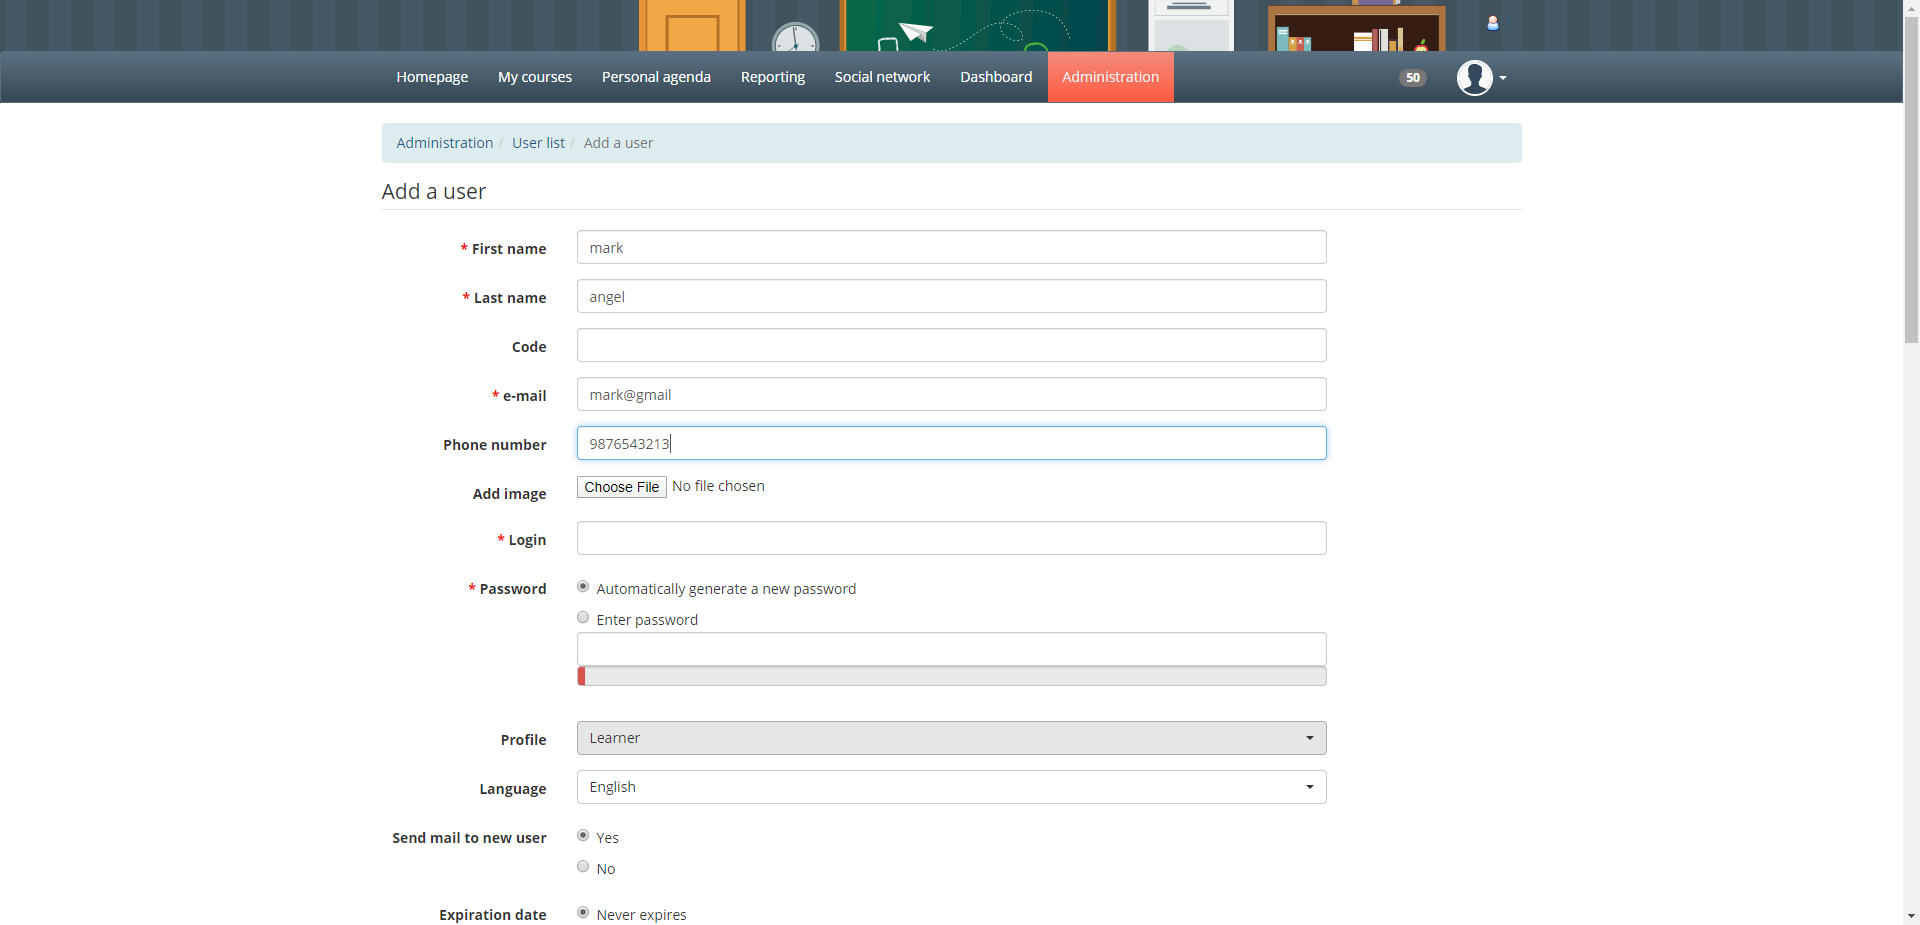 Homepage My courses Personal agenda Reporting Social network Dashboard Administration 50
Administration / User list / Add a user
Add a user
* First name mark
* Last name angel
Code
* e-mail mark@gmail
Phone number 9876543213
Add image Choose File No file chosen
* Login
* Password Automatically generate a new password
Enter password
Profile Learner
Language English
Send mail to new user Yes
No
Expiration date Never expires